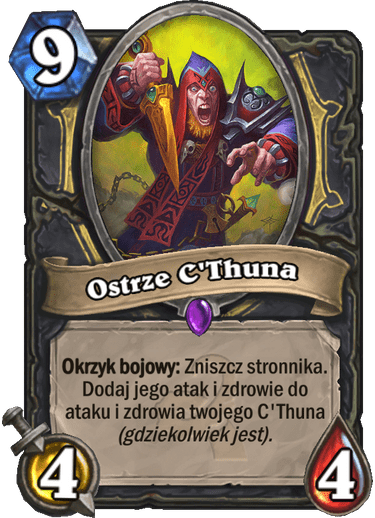 9
Ostrze C'Thuna
Okrzyk bojowy: Zniszcz stronnika.
Dodaj jego atak i zdrowie do
ataku i zdrowia twojego C'Thuna
(gdziekolwiek jest).
4
4